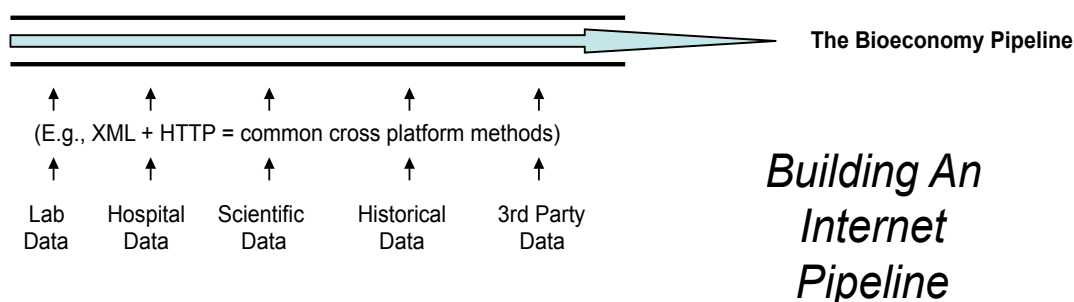 The Bioeconomy Pipeline
(E.g., XML + HTTP = common cross platform methods)
Lab Data
Hospital Data
Scientific Data
Historical Data
3rd Party Data
Building An
Internet
Pipeline